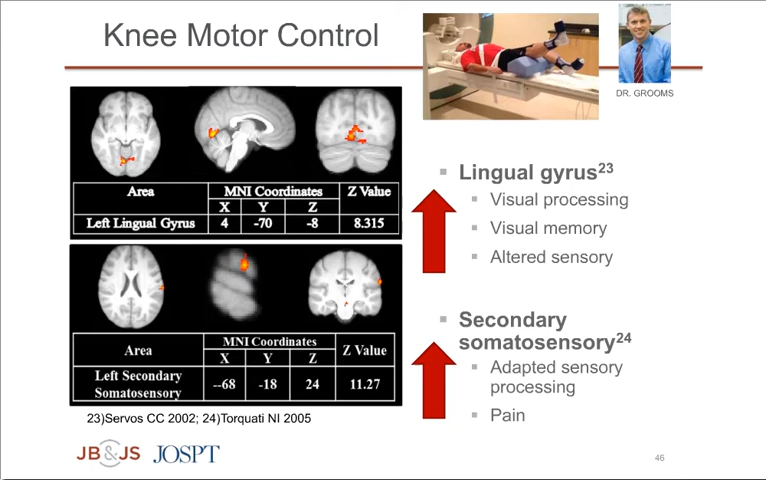 Knee Motor Control
DR. GROOMS
Area MNI Coordinates Z Value
X Y Z
Left Lingual Gyrus 4 -70 -8 8.315
Area MNI Coordinates Z Value
X Y Z
Left Secondary
Somatosensory --68 -18 24 11.27
23)Servos CC 2002; 24)Torquati NI 2005
Lingual gyrus23
Visual processing
Visual memory
Altered sensory
Secondary
somatosensory24
Adapted sensory
processing
Pain
JB&JS JOSPT
46